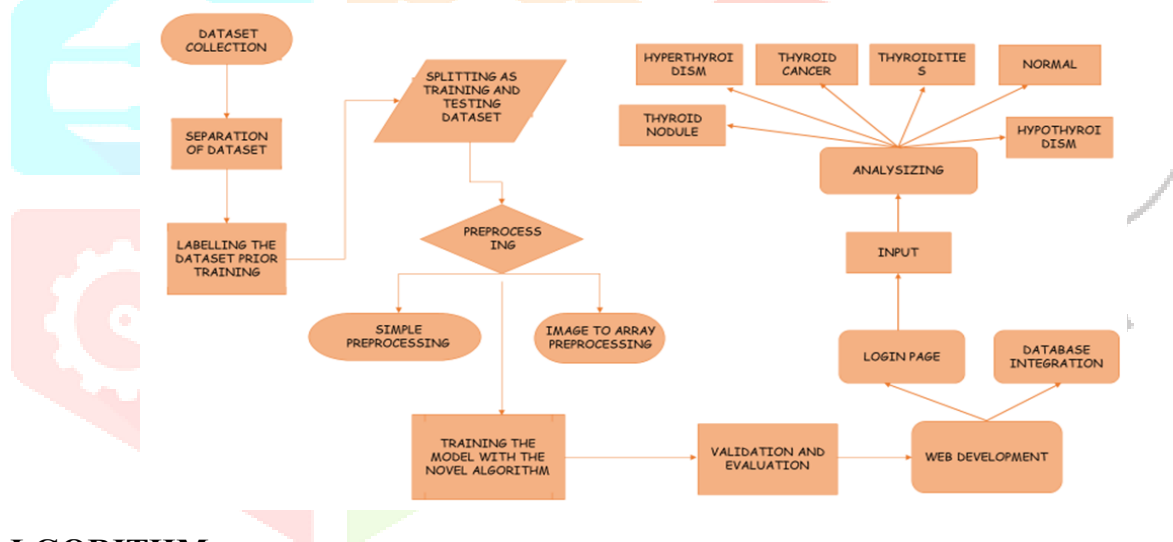 DATASET
COLLECTION
SEPARATION
OF DATASET
LABELLING THE
DATASET PRIOR
TRAINING
SPLITTING AS
TRAINING AND
TESTING
DATASET
PREPROCESS
ING
SIMPLE
PREPROCESSING
IMAGE TO ARRAY
PREPROCESSING
TRAINING THE
MODEL WITH THE
NOVEL ALGORITHM
VALIDATION AND
EVALUATION
WEB DEVELOPMENT
LOGIN PAGE
DATABASE
INTEGRATION
INPUT
ANALYSIZING
THYROID
NODULE
HYPERTHYROI
DISM
THYROID
CANCER
THYROIDITIE
S
NORMAL
HYPOTHYROI
DISM